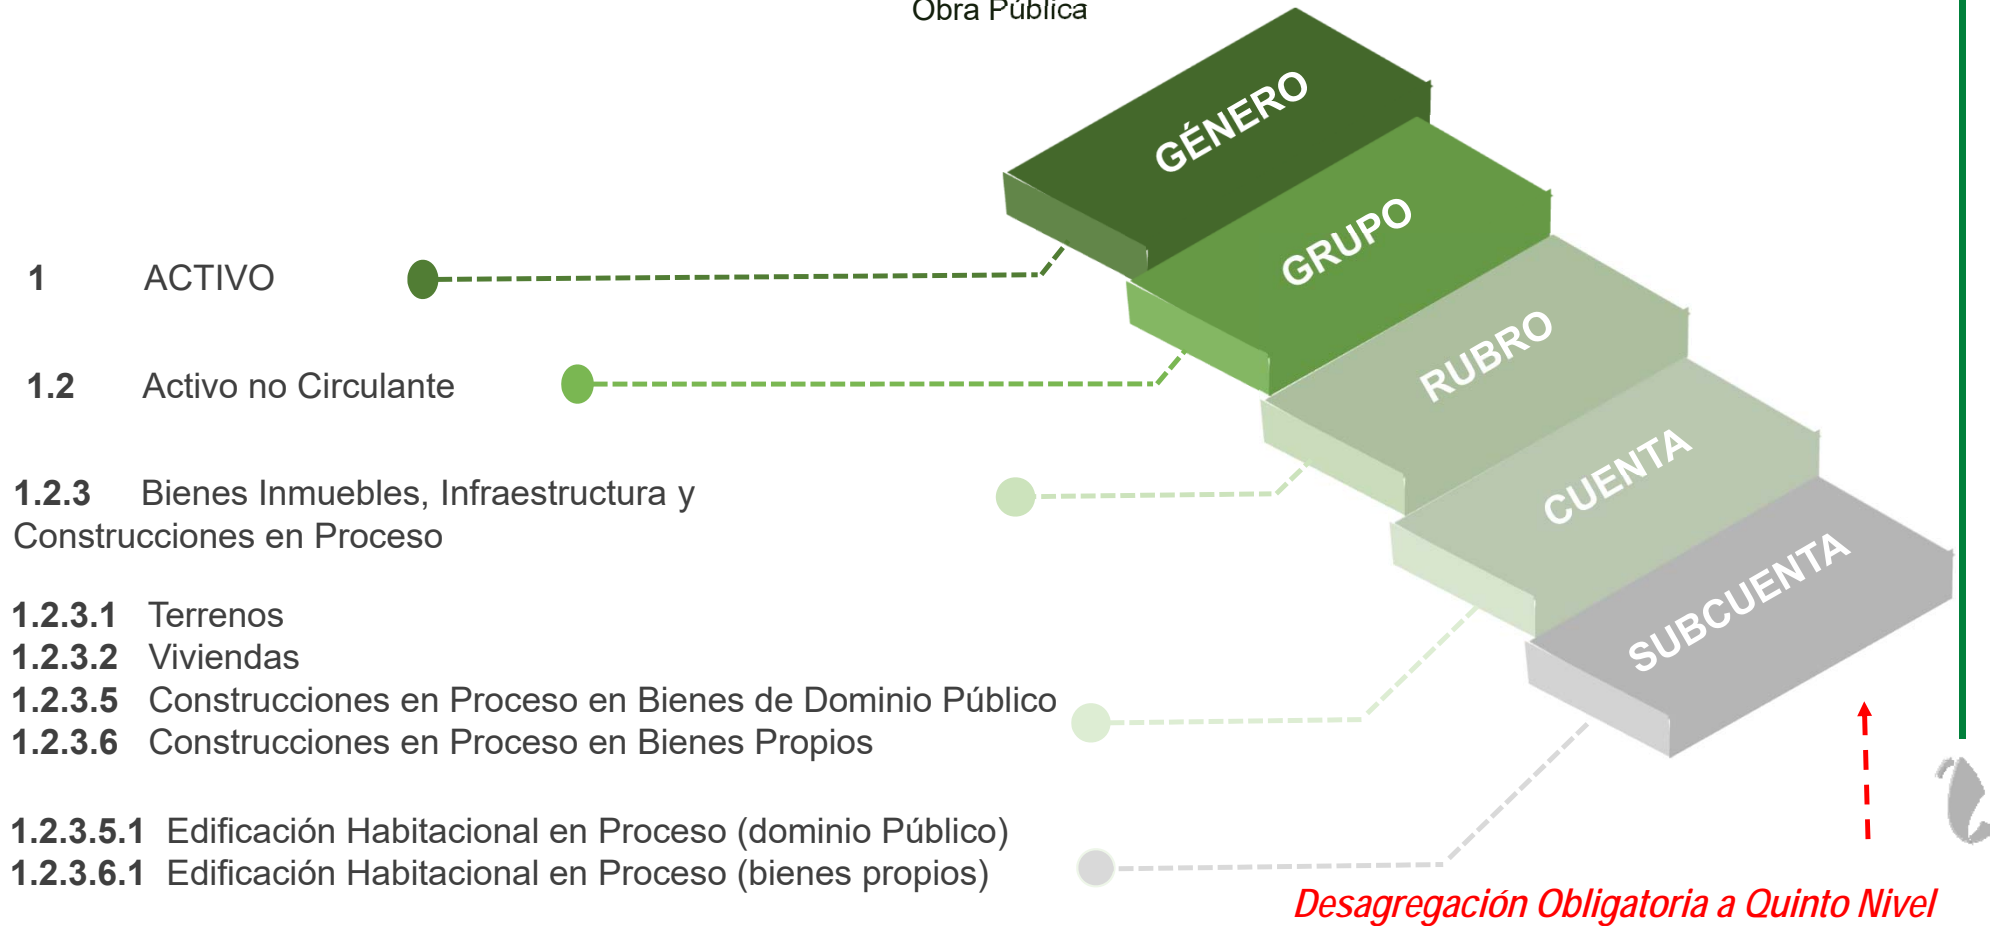 Obra Pública
GÉNERO
GRUPO
RUBRO
CUENTA
SUBCUENTA
1 ACTIVO
1.2 Activo no Circulante
1.2.3 Bienes Inmuebles, Infraestructura y
Construcciones en Proceso
1.2.3.1 Terrenos
1.2.3.2 Viviendas
1.2.3.5 Construcciones en Proceso en Bienes de Dominio Público
1.2.3.6 Construcciones en Proceso en Bienes Propios
1.2.3.5.1 Edificación Habitacional en Proceso (dominio Público)
1.2.3.6.1 Edificación Habitacional en Proceso (bienes propios)
Desagregación Obligatoria a Quinto Nivel